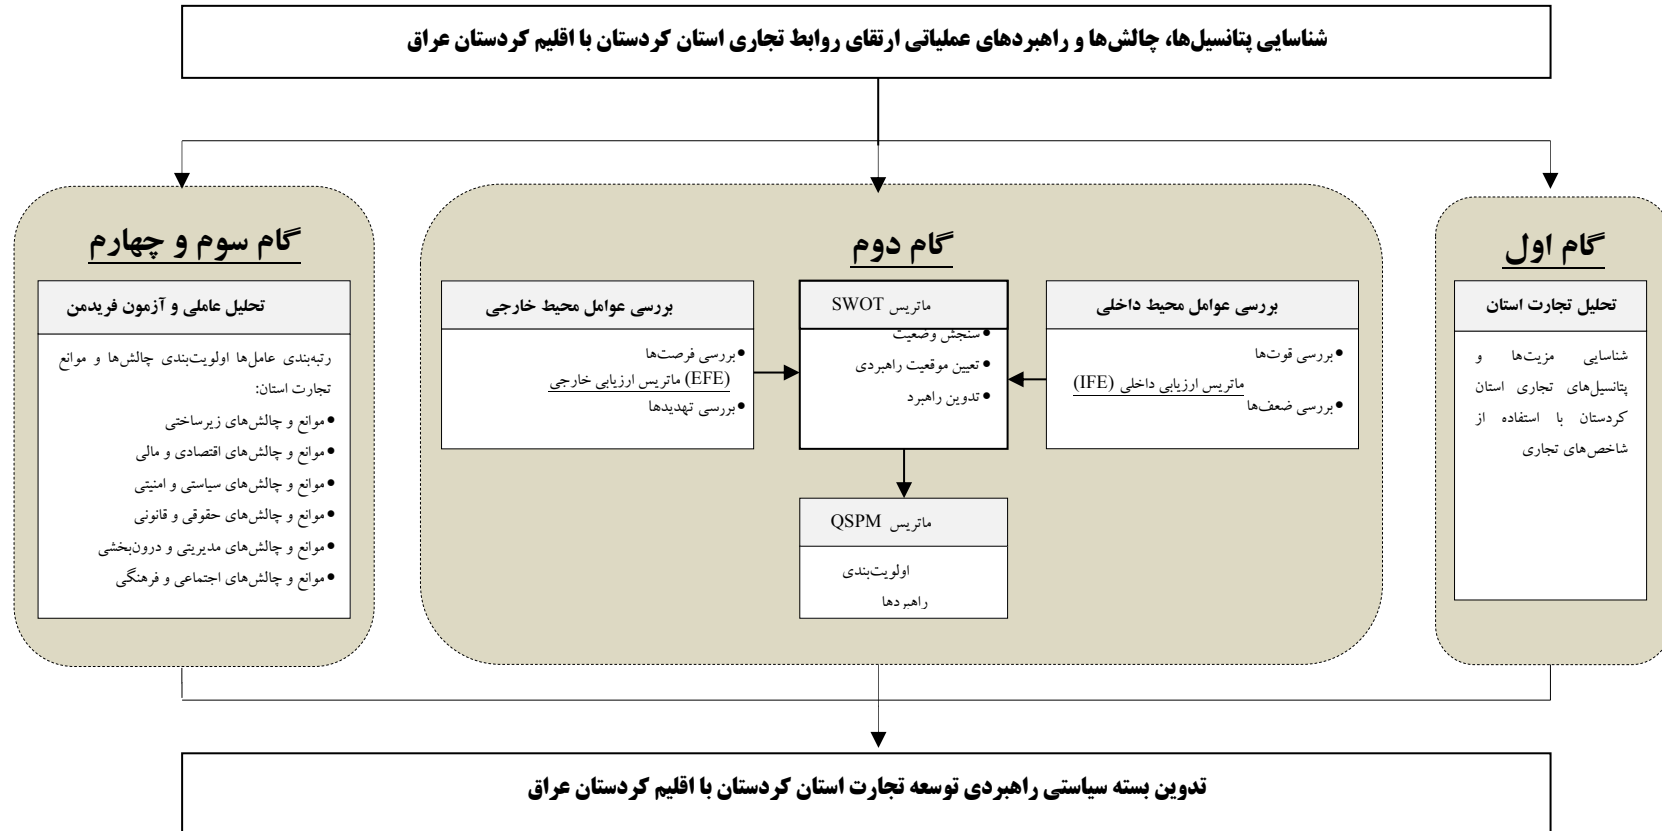 شناسایی پتانسیل‌ها، چالش‌ها و راهبردهای عملیاتی ارتقای روابط تجاری استان کردستان با اقلیم کردستان عراق
گام اول
تحلیل تجارت استان
شناسایی مزیت‌ها و
پتانسیل‌های تجاری استان
کردستان با استفاده از
شاخص‌های تجاری
گام دوم
بررسی عوامل محیط داخلی
•بررسی قوت‌ها
ماتریس ارزیابی داخلی (IFE)
•بررسی ضعف‌ها
ماتریس SWOT
•سنجش وضعیت
•تعیین موقعیت راهبردی
•تدوین راهبرد
بررسی عوامل محیط خارجی
•بررسی فرصت‌ها
(EFE) ماتریس ارزیابی خارجی
•بررسی تهدیدها
ماتریس QSPM
اولویت‌بندی
راهبردها
گام سوم و چهارم
تحلیل عاملی و آزمون فریدمن
رتبه‌بندی عامل‌ها اولویت‌بندی چالش‌ها و موانع
تجارت استان:
•موانع و چالش‌های زیرساختی
•موانع و چالش‌های اقتصادی و مالی
•موانع و چالش‌های سیاسی و امنیتی
•موانع و چالش‌های حقوقی و قانونی
•موانع و چالش‌های مدیریتی و درون‌بخشی
•موانع و چالش‌های اجتماعی و فرهنگی
تدوین بسته سیاستی راهبردی توسعه تجارت استان کردستان با اقلیم کردستان عراق